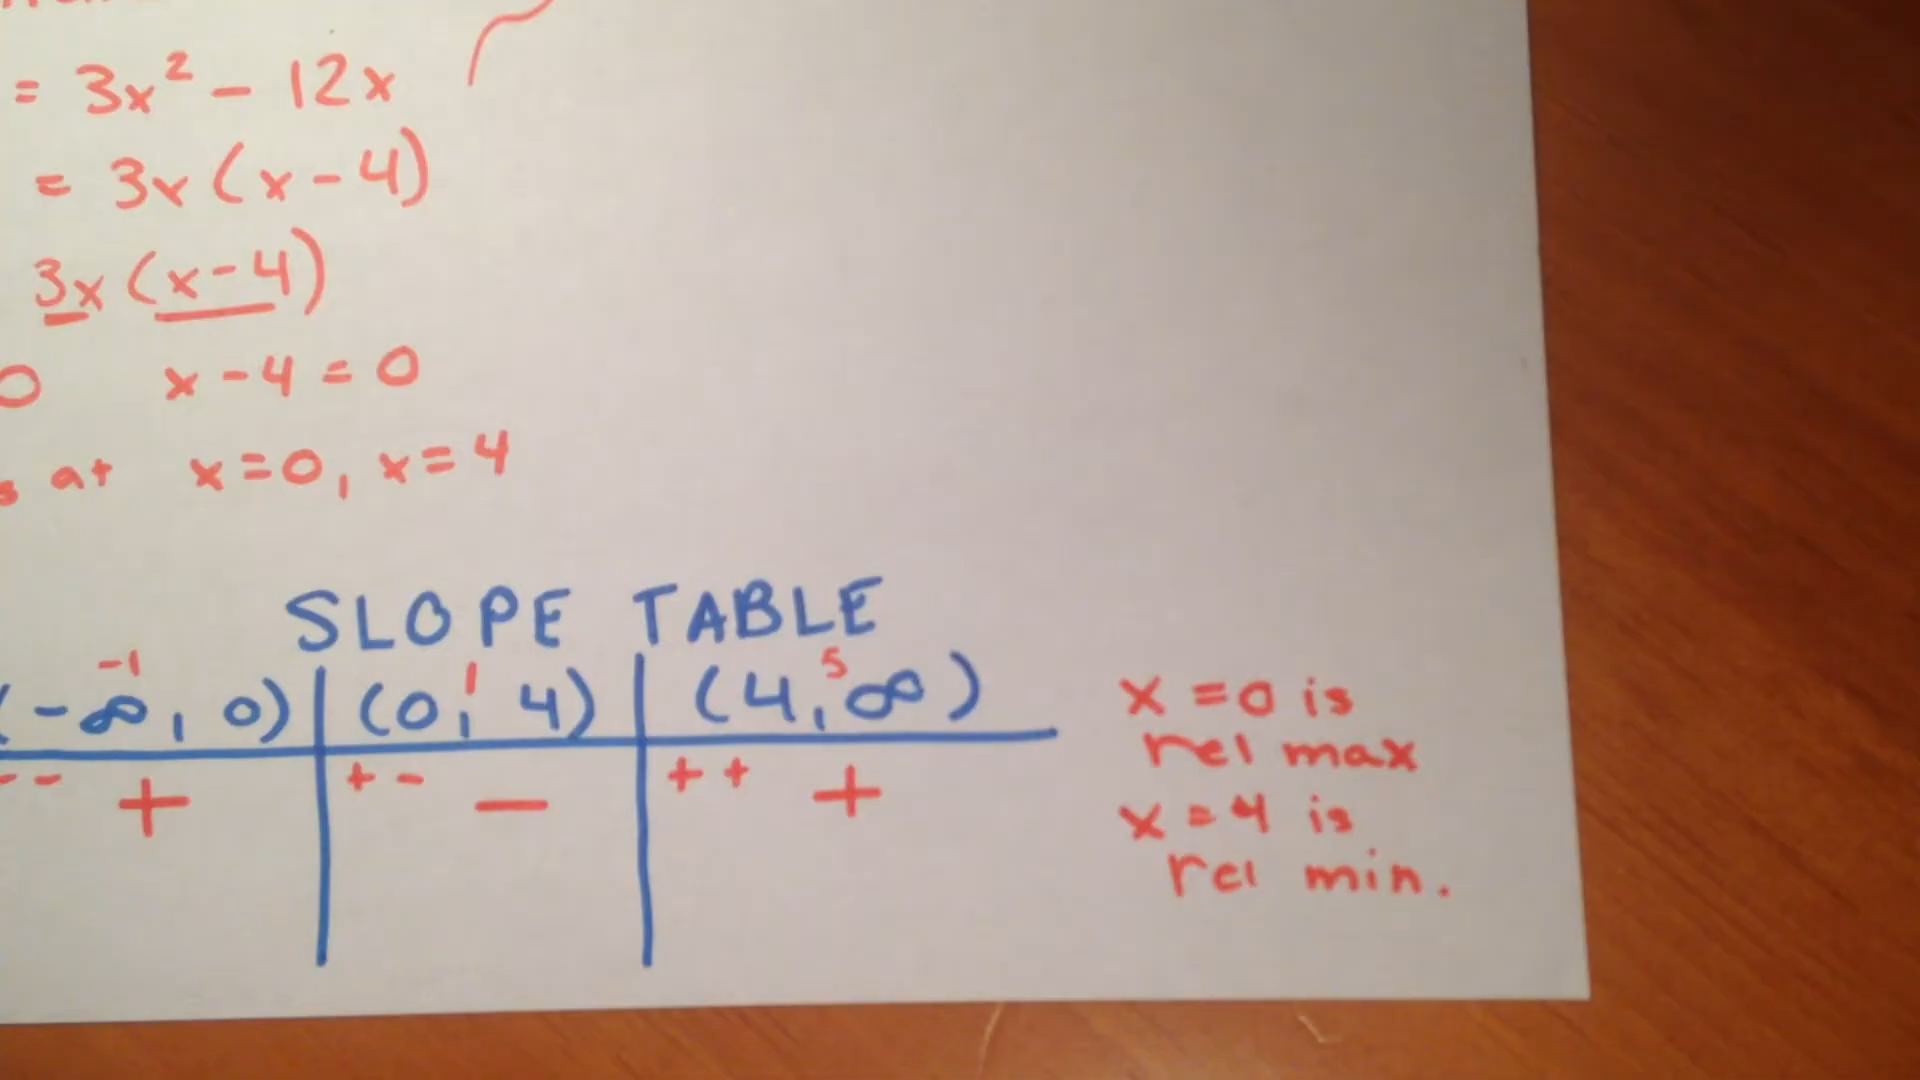 = 3x² - 12x
= 3x(x-4)
3x(x-4)
0 x-4=0
s at x=0, x=4
SLOPE TABLE
-1 1 5
(-∞, 0) (0, 4) (4, ∞)
- - + + - - + + +
x=0 is
rel max
x=4 is
rel min.